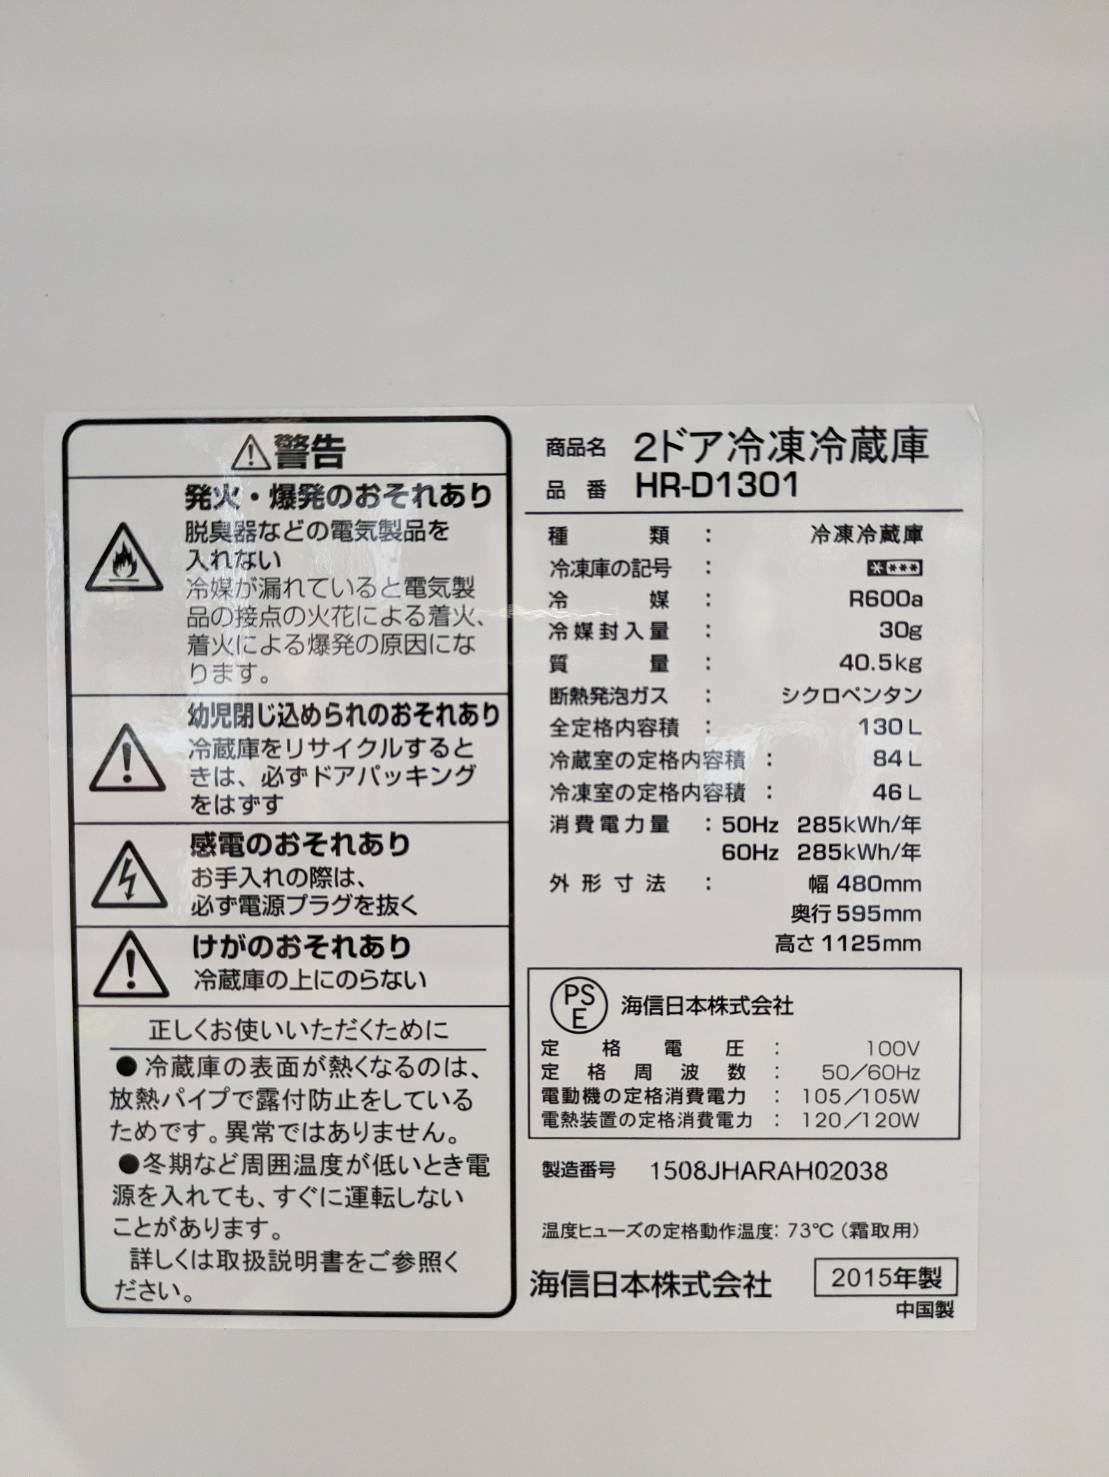 ⚠警告
発火・爆発のおそれあり
脱臭器などの電気製品を
入れない
冷媒が漏れていると電気製
品の接点の火花による着火、
着火による爆発の原因にな
ります。
幼児閉じ込められのおそれあり
冷蔵庫をリサイクルすると
きは、必ずドアパッキング
をはずす
感電のおそれあり
お手入れの際は、
必ず電源プラグを抜く
けがのおそれあり
冷蔵庫の上にのらない
正しくお使いいただくために
●冷蔵庫の表面が熱くなるのは、
放熱パイプで露付防止をしている
ためです。異常ではありません。
●冬期など周囲温度が低いとき電
源を入れても、すぐに運転しない
ことがあります。
詳しくは取扱説明書をご参照く
ださい。
商品名 2ドア冷凍冷蔵庫
品番 HR-D1301
種類 : 冷凍冷蔵庫
冷凍庫の記号 : ****
冷媒 : R600a
冷媒封入量 : 30g
質量 : 40.5kg
断熱発泡ガス : シクロペンタン
全定格内容積 : 130L
冷蔵室の定格内容積 : 84L
冷凍室の定格内容積 : 46L
消費電力量 : 50Hz 285kWh/年
60Hz 285kWh/年
外形寸法 : 幅 480mm
奥行 595mm
高さ 1125mm
PSE 海信日本株式会社
定格電圧 : 100V
定格周波数 : 50/60Hz
電動機の定格消費電力 : 105/105W
電熱装置の定格消費電力 : 120/120W
製造番号 1508JHARAH02038
温度ヒューズの定格動作温度: 73℃(霜取用)
海信日本株式会社 2015年製
中国製